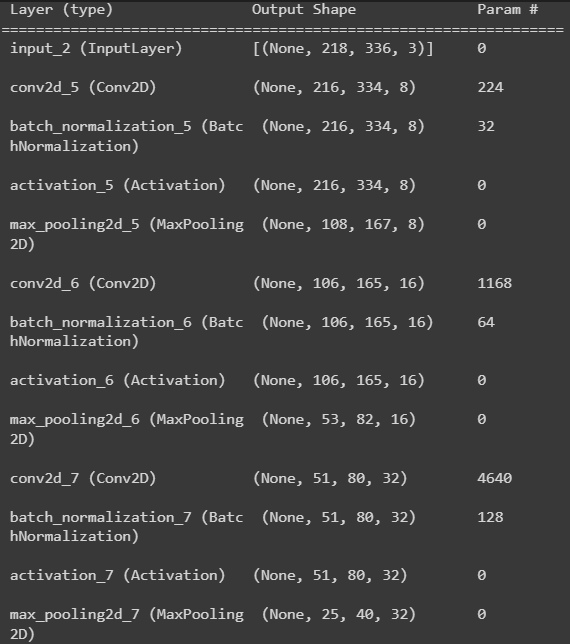 Layer (type) Output Shape Param #
=================================================================
input_2 (InputLayer) [(None, 218, 336, 3)] 0
conv2d_5 (Conv2D) (None, 216, 334, 8) 224
batch_normalization_5 (Batc (None, 216, 334, 8) 32
hNormalization)
activation_5 (Activation) (None, 216, 334, 8) 0
max_pooling2d_5 (MaxPooling (None, 108, 167, 8) 0
2D)
conv2d_6 (Conv2D) (None, 106, 165, 16) 1168
batch_normalization_6 (Batc (None, 106, 165, 16) 64
hNormalization)
activation_6 (Activation) (None, 106, 165, 16) 0
max_pooling2d_6 (MaxPooling (None, 53, 82, 16) 0
2D)
conv2d_7 (Conv2D) (None, 51, 80, 32) 4640
batch_normalization_7 (Batc (None, 51, 80, 32) 128
hNormalization)
activation_7 (Activation) (None, 51, 80, 32) 0
max_pooling2d_7 (MaxPooling (None, 25, 40, 32) 0
2D)